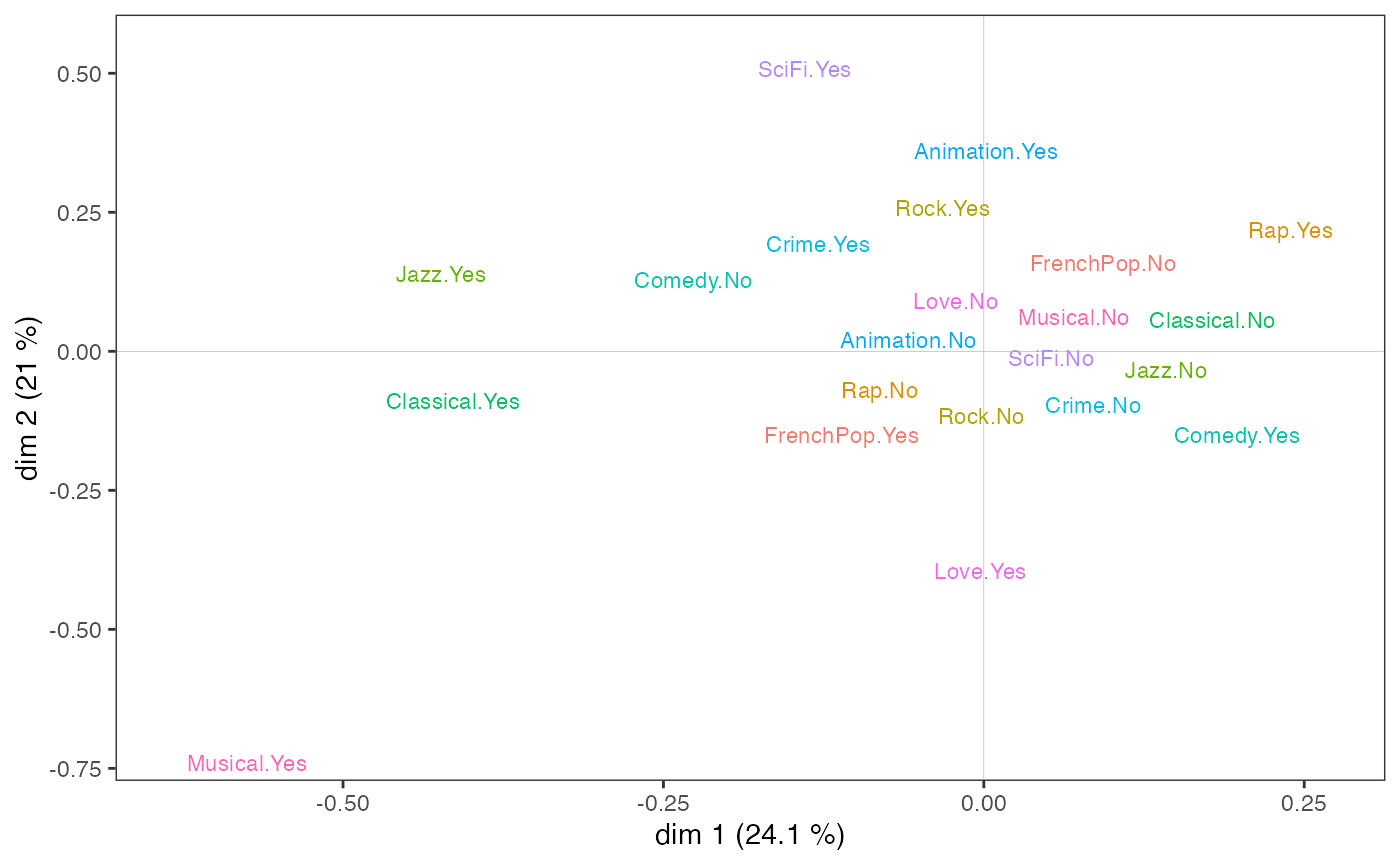 0.50
0.25
0.00
-0.25
-0.50
-0.75
dim 2 (21 %)
SciFi.Yes
Animation.Yes
Rock.Yes
Rap.Yes
Crime.Yes
FrenchPop.No
Jazz.Yes
Comedy.No
Love.No
Musical.No
Classical.No
Animation.No
SciFi.No
Jazz.No
Rap.No
Classical.Yes
Crime.No
Rock.No
FrenchPop.Yes
Comedy.Yes
Love.Yes
Musical.Yes
-0.50
-0.25
0.00
0.25
dim 1 (24.1 %)